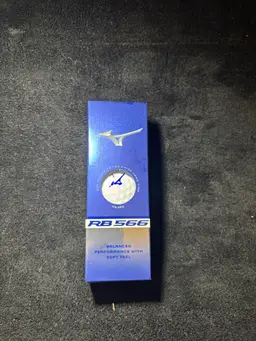 RB 566
BALANCED
PERFORMANCE WITH
SOFT FEEL